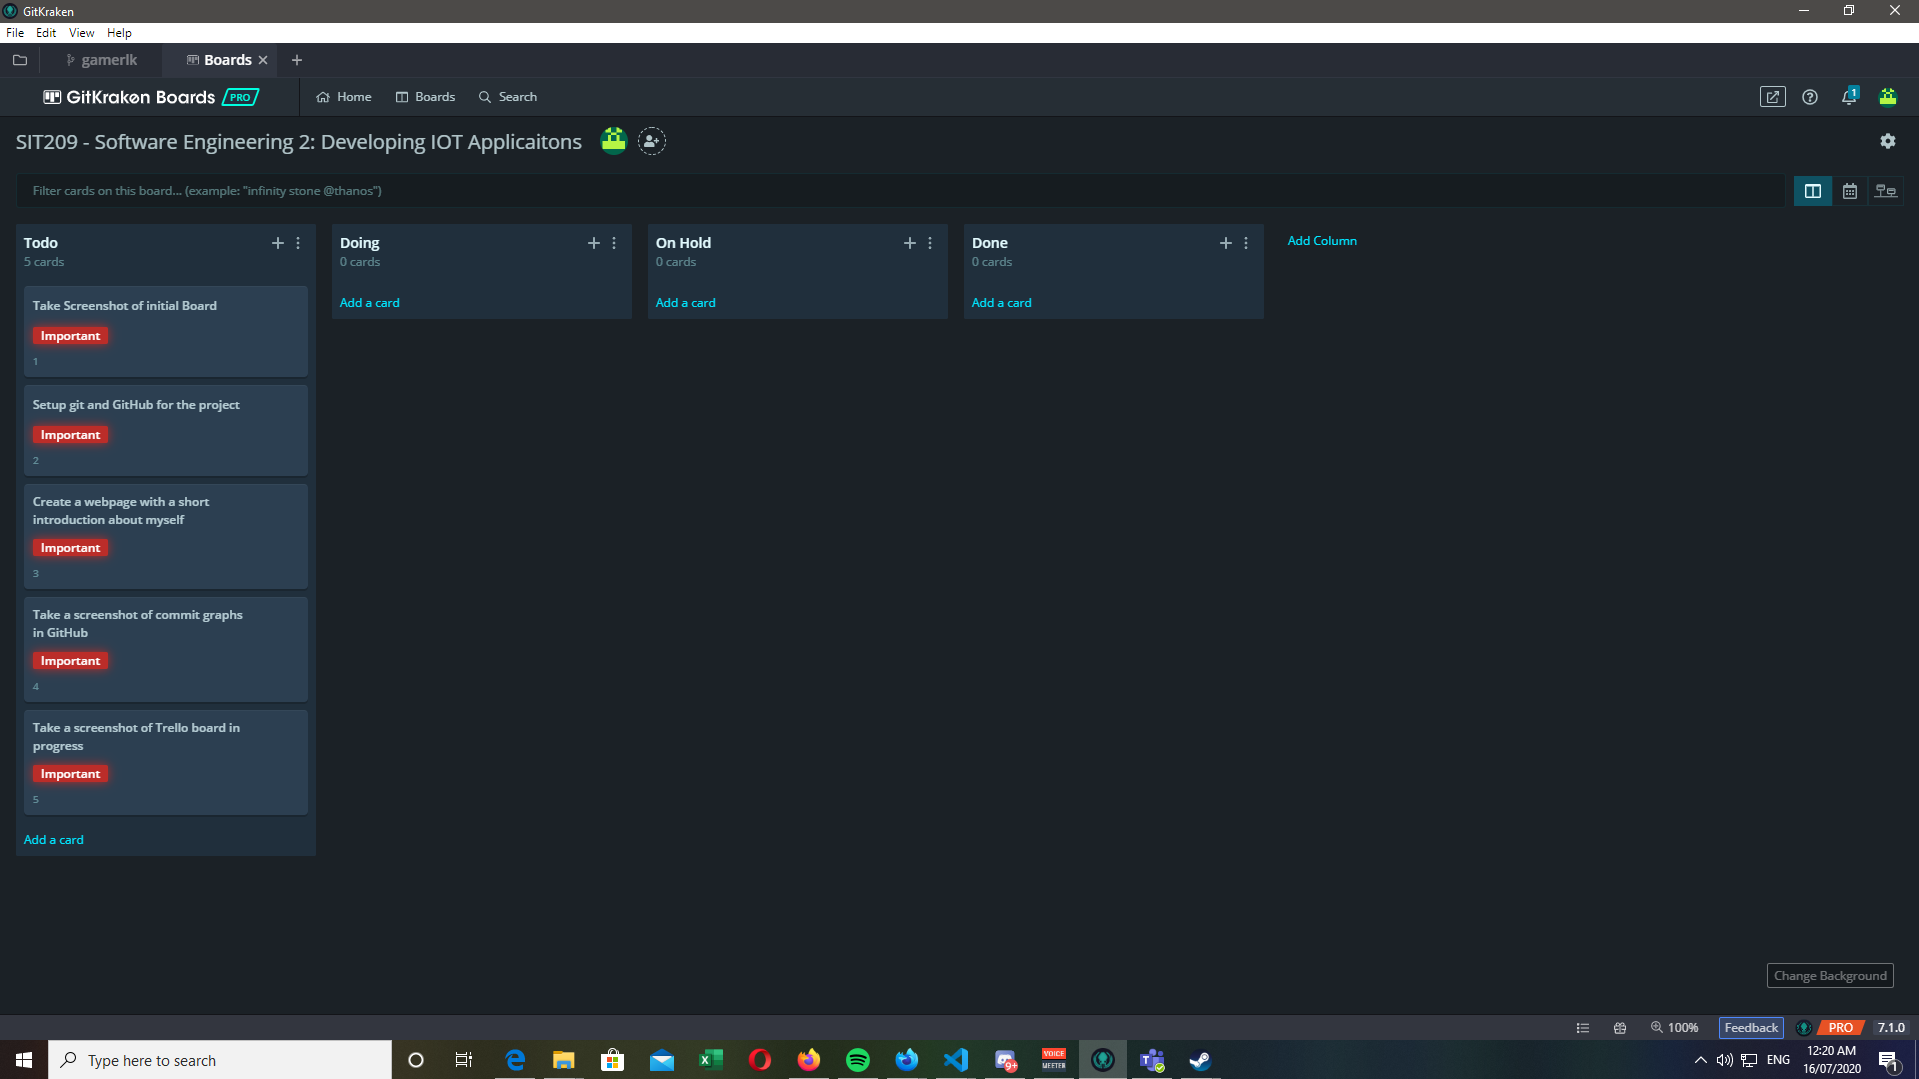 GitKraken
File Edit View Help
gamerlk Boards
GitKraken Boards PRO Home Boards Search 1
SIT209 - Software Engineering 2: Developing IOT Applicaitons
Filter cards on this board... (example: "infinity stone @thanos")
Todo
5 cards
Take Screenshot of initial Board
Important
1
Setup git and GitHub for the project
Important
2
Create a webpage with a short
introduction about myself
Important
3
Take a screenshot of commit graphs
in GitHub
Important
4
Take a screenshot of Trello board in
progress
Important
5
Add a card
Doing
0 cards
Add a card
On Hold
0 cards
Add a card
Done
0 cards
Add a card
Add Column
Change Background
100% Feedback PRO 7.1.0
Type here to search
9+
VOICE
MEETER
ENG
12:20 AM
16/07/2020
1